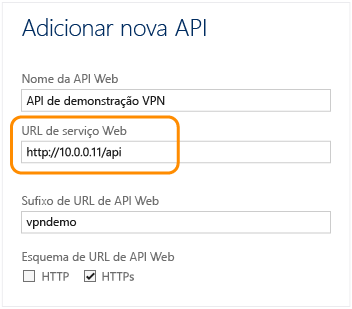 Adicionar nova API
Nome da API Web
API de demonstração VPN
URL de serviço Web
http://10.0.0.11/api
Sufixo de URL de API Web
vpndemo
Esquema de URL de API Web
HTTP HTTPs